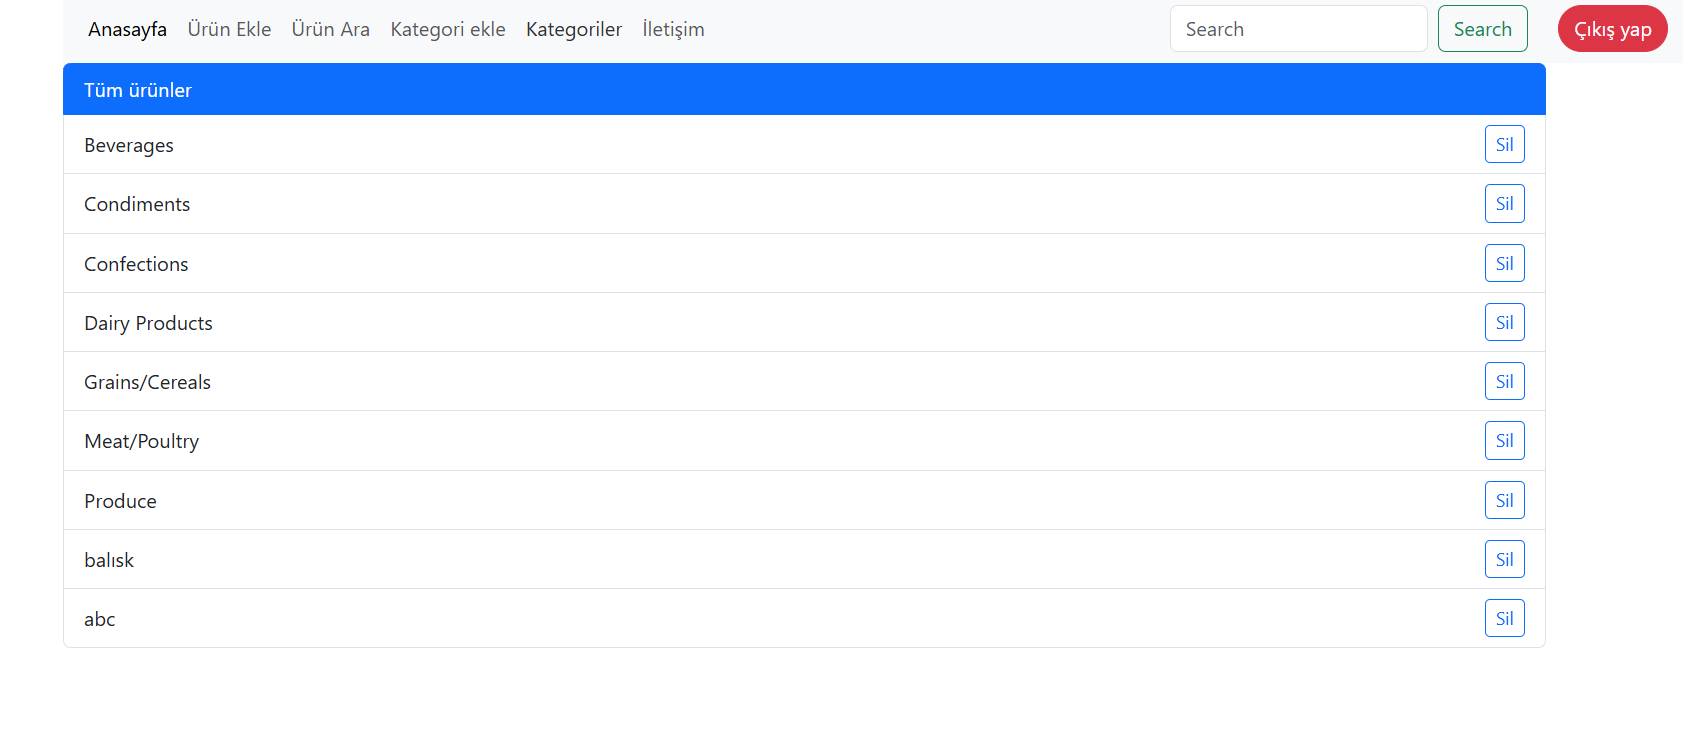 Anasayfa Ürün Ekle Ürün Ara Kategori ekle Kategoriler İletişim Search Search Çıkış yap
Tüm ürünler
Beverages Sil
Condiments Sil
Confections Sil
Dairy Products Sil
Grains/Cereals Sil
Meat/Poultry Sil
Produce Sil
balısk Sil
abc Sil